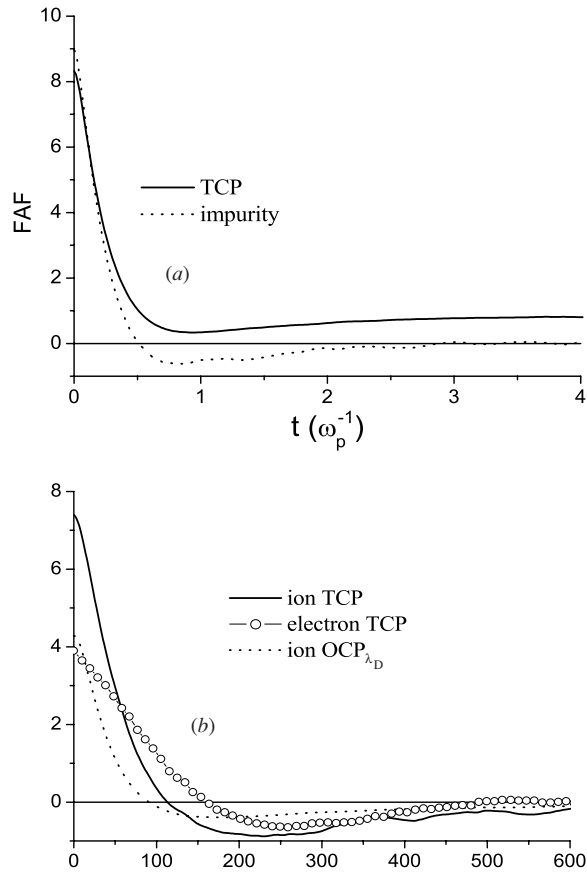 10
8
6
4
2
0
FAF
TCP
impurity
(a)
0 1 2 3 4
t (ω_p^-1)
8
6
4
2
0
ion TCP
electron TCP
ion OCP_λ_D
(b)
0 100 200 300 400 500 600